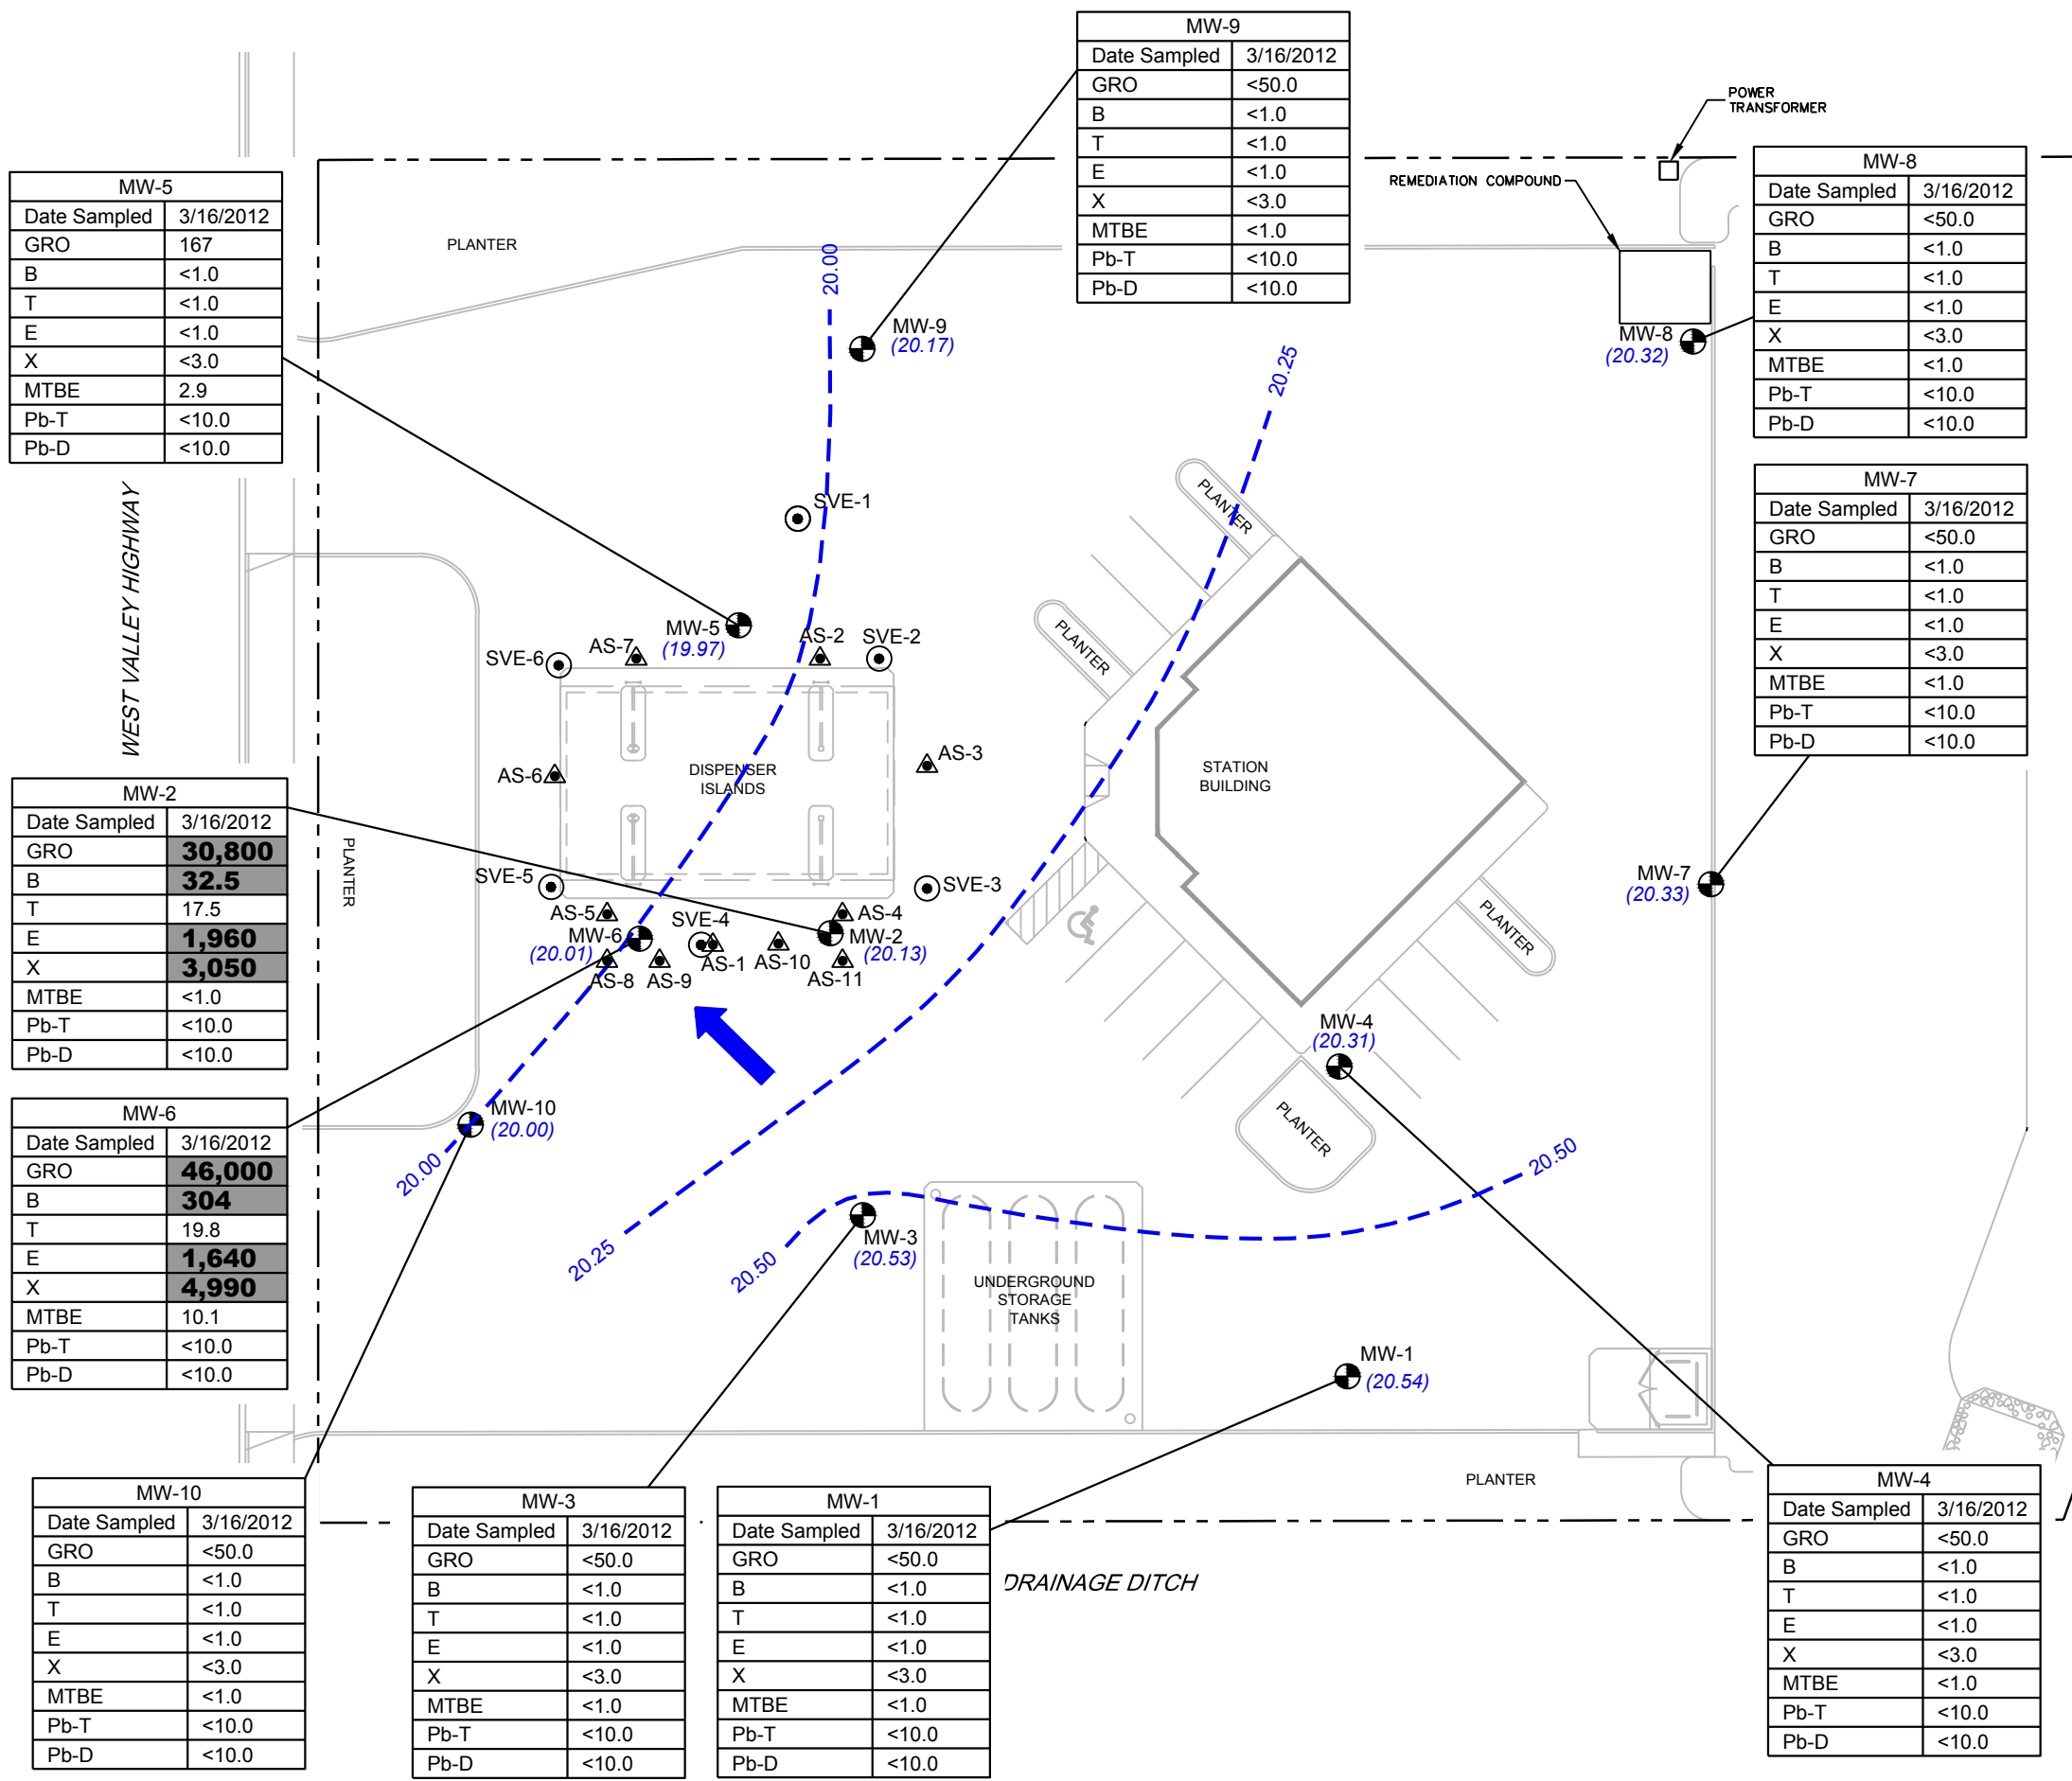 MW-9
Date Sampled 3/16/2012
GRO <50.0
B <1.0
T <1.0
E <1.0
X <3.0
MTBE <1.0
Pb-T <10.0
Pb-D <10.0
POWER
TRANSFORMER
REMEDIATION COMPOUND
MW-8
Date Sampled 3/16/2012
GRO <50.0
B <1.0
T <1.0
E <1.0
X <3.0
MTBE <1.0
Pb-T <10.0
Pb-D <10.0
MW-5
Date Sampled 3/16/2012
GRO 167
B <1.0
T <1.0
E <1.0
X <3.0
MTBE 2.9
Pb-T <10.0
Pb-D <10.0
PLANTER
20.00
MW-9
(20.17)
20.25
MW-8
(20.32)
MW-7
Date Sampled 3/16/2012
GRO <50.0
B <1.0
T <1.0
E <1.0
X <3.0
MTBE <1.0
Pb-T <10.0
Pb-D <10.0
WEST VALLEY HIGHWAY
SVE-1
PLANTER
PLANTER
MW-5
(19.97)
AS-7
AS-2
SVE-2
SVE-6
AS-6
DISPENSER
ISLANDS
AS-3
STATION
BUILDING
MW-2
Date Sampled 3/16/2012
GRO 30,800
B 32.5
T 17.5
E 1,960
X 3,050
MTBE <1.0
Pb-T <10.0
Pb-D <10.0
PLANTER
SVE-5
SVE-3
AS-5
SVE-4
AS-4
MW-6
(20.01)
MW-2
(20.13)
AS-8
AS-9
AS-1
AS-10
AS-11
MW-7
(20.33)
PLANTER
MW-4
(20.31)
PLANTER
MW-6
Date Sampled 3/16/2012
GRO 46,000
B 304
T 19.8
E 1,640
X 4,990
MTBE 10.1
Pb-T <10.0
Pb-D <10.0
MW-10
(20.00)
20.00
20.25
20.50
MW-3
(20.53)
20.50
UNDERGROUND
STORAGE
TANKS
MW-1
(20.54)
PLANTER
MW-10
Date Sampled 3/16/2012
GRO <50.0
B <1.0
T <1.0
E <1.0
X <3.0
MTBE <1.0
Pb-T <10.0
Pb-D <10.0
MW-3
Date Sampled 3/16/2012
GRO <50.0
B <1.0
T <1.0
E <1.0
X <3.0
MTBE <1.0
Pb-T <10.0
Pb-D <10.0
MW-1
Date Sampled 3/16/2012
GRO <50.0
B <1.0
T <1.0
E <1.0
X <3.0
MTBE <1.0
Pb-T <10.0
Pb-D <10.0
DRAINAGE DITCH
MW-4
Date Sampled 3/16/2012
GRO <50.0
B <1.0
T <1.0
E <1.0
X <3.0
MTBE <1.0
Pb-T <10.0
Pb-D <10.0